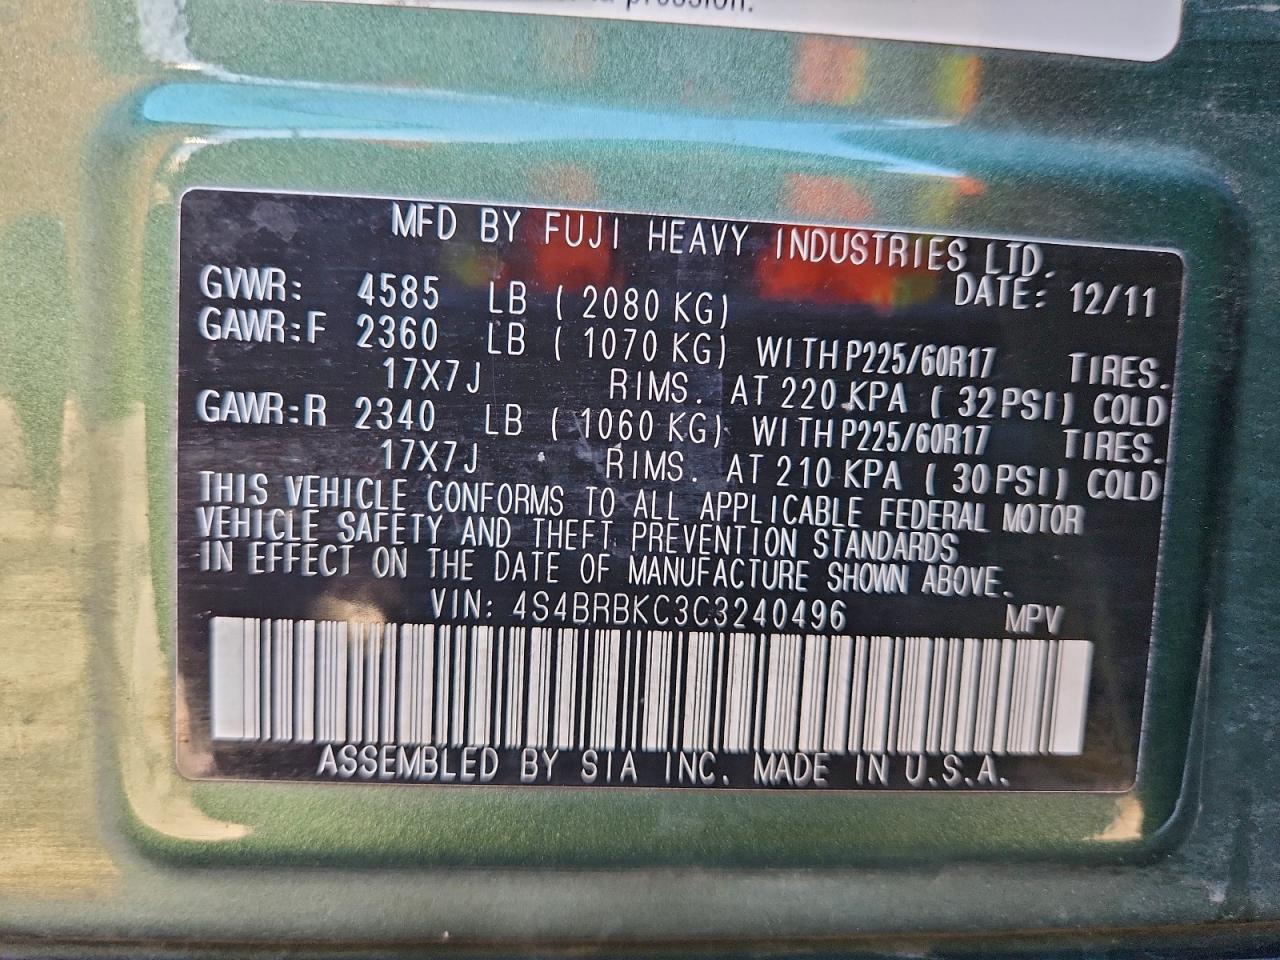 la pression.
MFD BY FUJI HEAVY INDUSTRIES LTD.
DATE: 12/11
GVWR: 4585 LB (2080 KG)
GAWR:F 2360 LB (1070 KG) WITH P225/60R17 TIRES.
17X7J RIMS. AT 220 KPA (32 PSI) COLD
GAWR:R 2340 LB (1060 KG) WITH P225/60R17 TIRES.
17X7J RIMS. AT 210 KPA (30 PSI) COLD
THIS VEHICLE CONFORMS TO ALL APPLICABLE FEDERAL MOTOR
VEHICLE SAFETY AND THEFT PREVENTION STANDARDS
IN EFFECT ON THE DATE OF MANUFACTURE SHOWN ABOVE.
VIN: 4S4BRBKC3C3240496 MPV
ASSEMBLED BY SIA INC. MADE IN U.S.A.